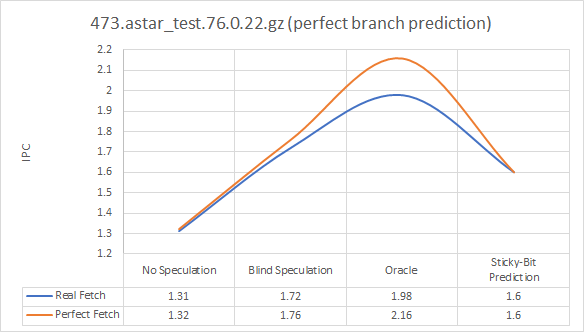 473.astar_test.76.0.22.gz (perfect branch prediction)
2.2
2.1
2
1.9
1.8
1.7
1.6
1.5
1.4
1.3
1.2
IPC
No Speculation Blind Speculation Oracle Sticky-Bit
Prediction
Real Fetch 1.31 1.72 1.98 1.6
Perfect Fetch 1.32 1.76 2.16 1.6